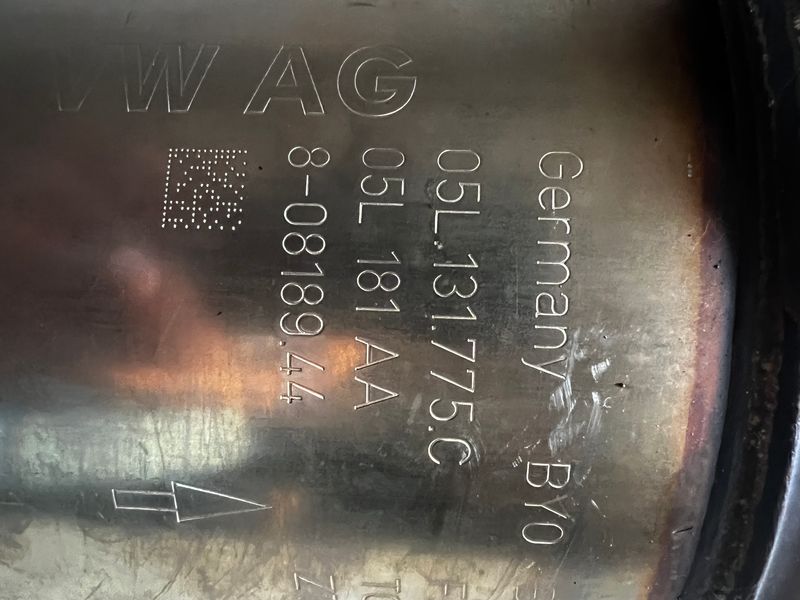 VW AG
Germany BY0
05L.131.775.C
05L 181 AA
8-08189.44